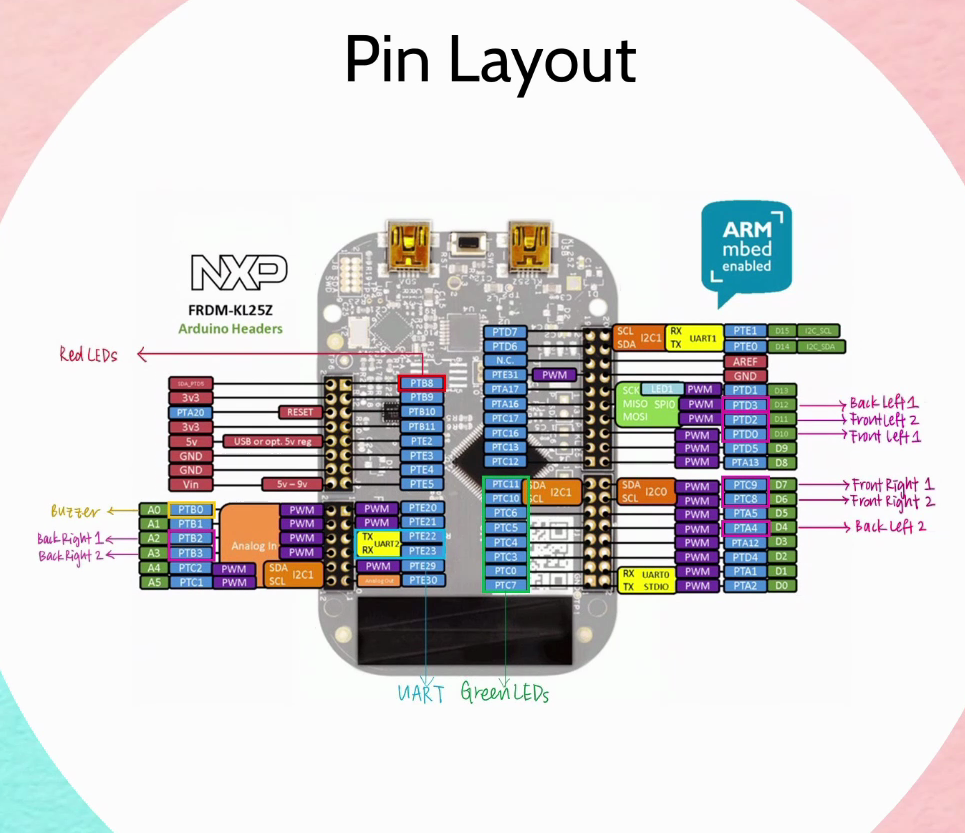 Pin Layout
NXP
FRDM-KL25Z
Arduino Headers
ARM
mbed
enabled
Red LEDs
PTD7
SCL I2C1 RX UART1 PTE1 D15 I2C_SCL
PTD6
SDA TX PTE0 D14 I2C_SDA
N.C.
AREF
PTE31 PWM
GND
SDA_PTD5
PTB8
PTA17
SCK LED1 PWM PTD1 D13
3v3
PTB9
PTA16
MISO SPI0 PWM PTD3 D12 Back Left 1
PTA20 RESET
PTB10
PTC17
MOSI PWM PTD2 D11 Front Left 2
3v3
PTB11
PTC16
PWM PTD0 D10 Front Left 1
5v USB or opt. 5v reg
PTE2
PTC13
PWM PTD5 D9
GND
PTE3
PTC12
PWM PTA13 D8
GND
PTE4
Vin 5v – 9v
PTE5
PTC11 SDA I2C1
SDA I2C0 PWM PTC9 D7 Front Right 1
PTC10 SCL
SCL PWM PTC8 D6 Front Right 2
Buzzer A0 PTB0 PWM
PWM PTE20
PTC6
PWM PTA5 D5
A1 PTB1 PWM
PWM PTE21
PTC5
PWM PTA4 D4 Back Left 2
Back Right 1 A2 PTB2 Analog In PWM
TX UART2 PTE22
PTC4
PWM PTA12 D3
Back Right 2 A3 PTB3 PWM
RX PTE23
PTC3
PWM PTD4 D2
A4 PTC2 PWM SDA I2C1
PWM PTE29
PTC0
RX UART0 PWM PTA1 D1
A5 PTC1 PWM SCL
Analog Out PTE30
PTC7
TX STDIO PWM PTA2 D0
UART
Green LEDs